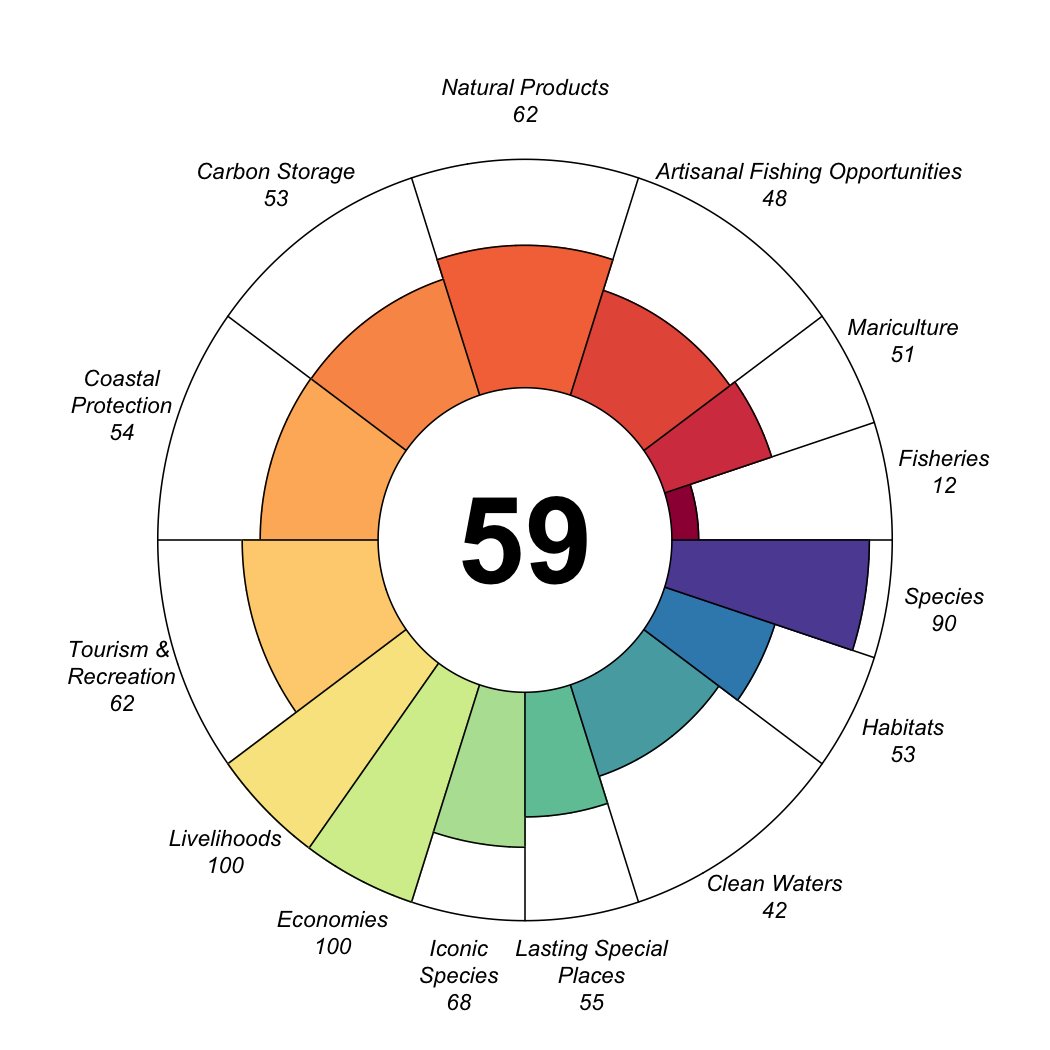 Natural Products
62
Carbon Storage
53
Artisanal Fishing Opportunities
48
Mariculture
51
Coastal
Protection
54
Fisheries
12
59
Species
90
Tourism &
Recreation
62
Habitats
53
Livelihoods
100
Clean Waters
42
Economies
100
Iconic
Species
68
Lasting Special
Places
55